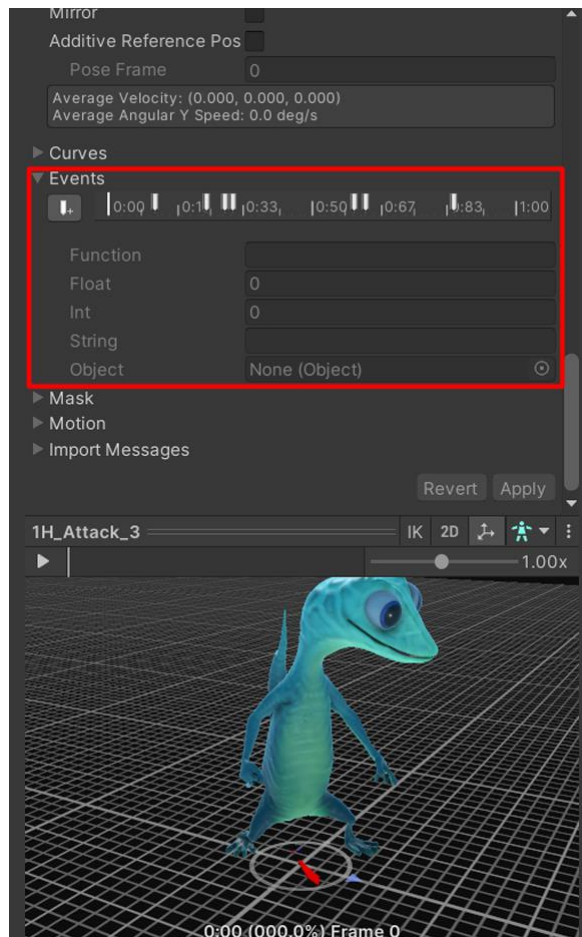 Mirror
Additive Reference Pos
Pose Frame 0
Average Velocity: (0.000, 0.000, 0.000)
Average Angular Y Speed: 0.0 deg/s
Curves
Events
0:00 0:33 0:50 0:67 1:00
Function
Float 0
Int 0
String
Object None (Object)
Mask
Motion
Import Messages
Revert Apply
1H_Attack_3 IK 2D
1.00x
0:00 (000.0%) Frame 0